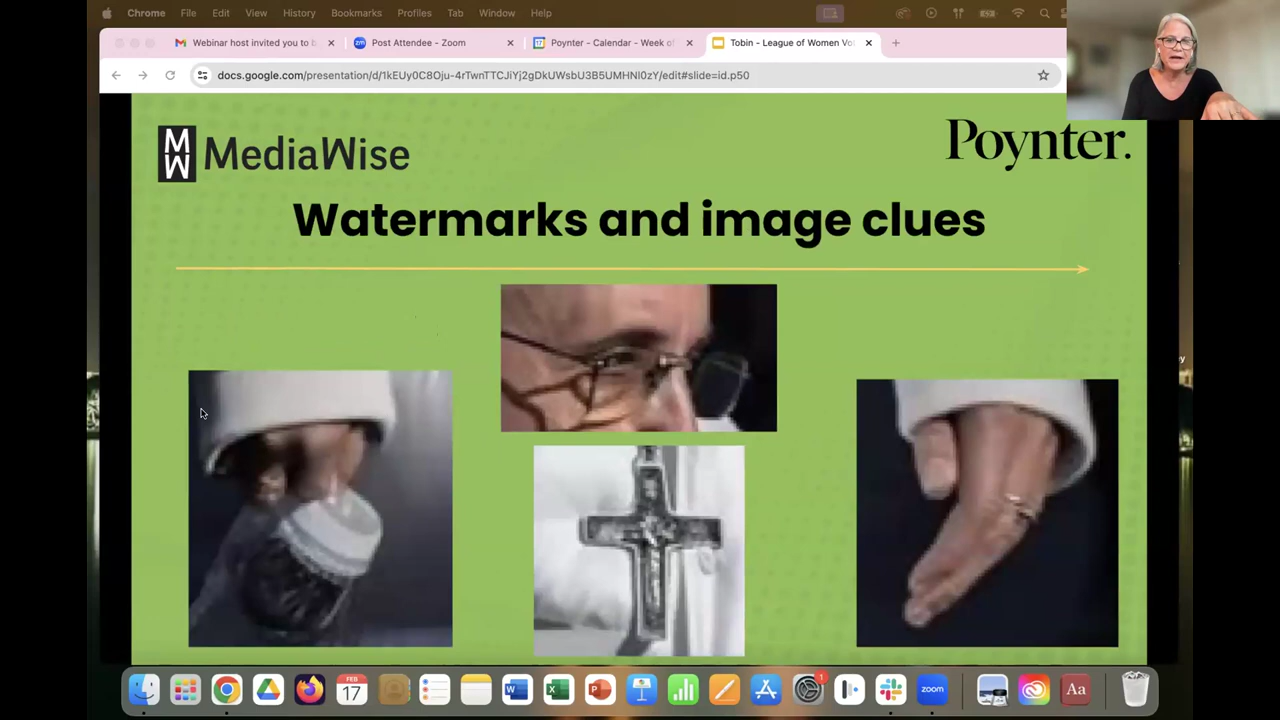 Chrome File Edit View History Bookmarks Profiles Tab Window Help
Webinar host invited you to b
Post Attendee - Zoom
Poynter - Calendar - Week of
Tobin - League of Women Vo
docs.google.com/presentation/d/1kEUy0C8Oju-4rTwnTTCJiYj2gDkUWsbU3B5UMHNl0zY/edit#slide=id.p50
MW MediaWise
Poynter.
Watermarks and image clues
FEB
17
1
zoom
Aa